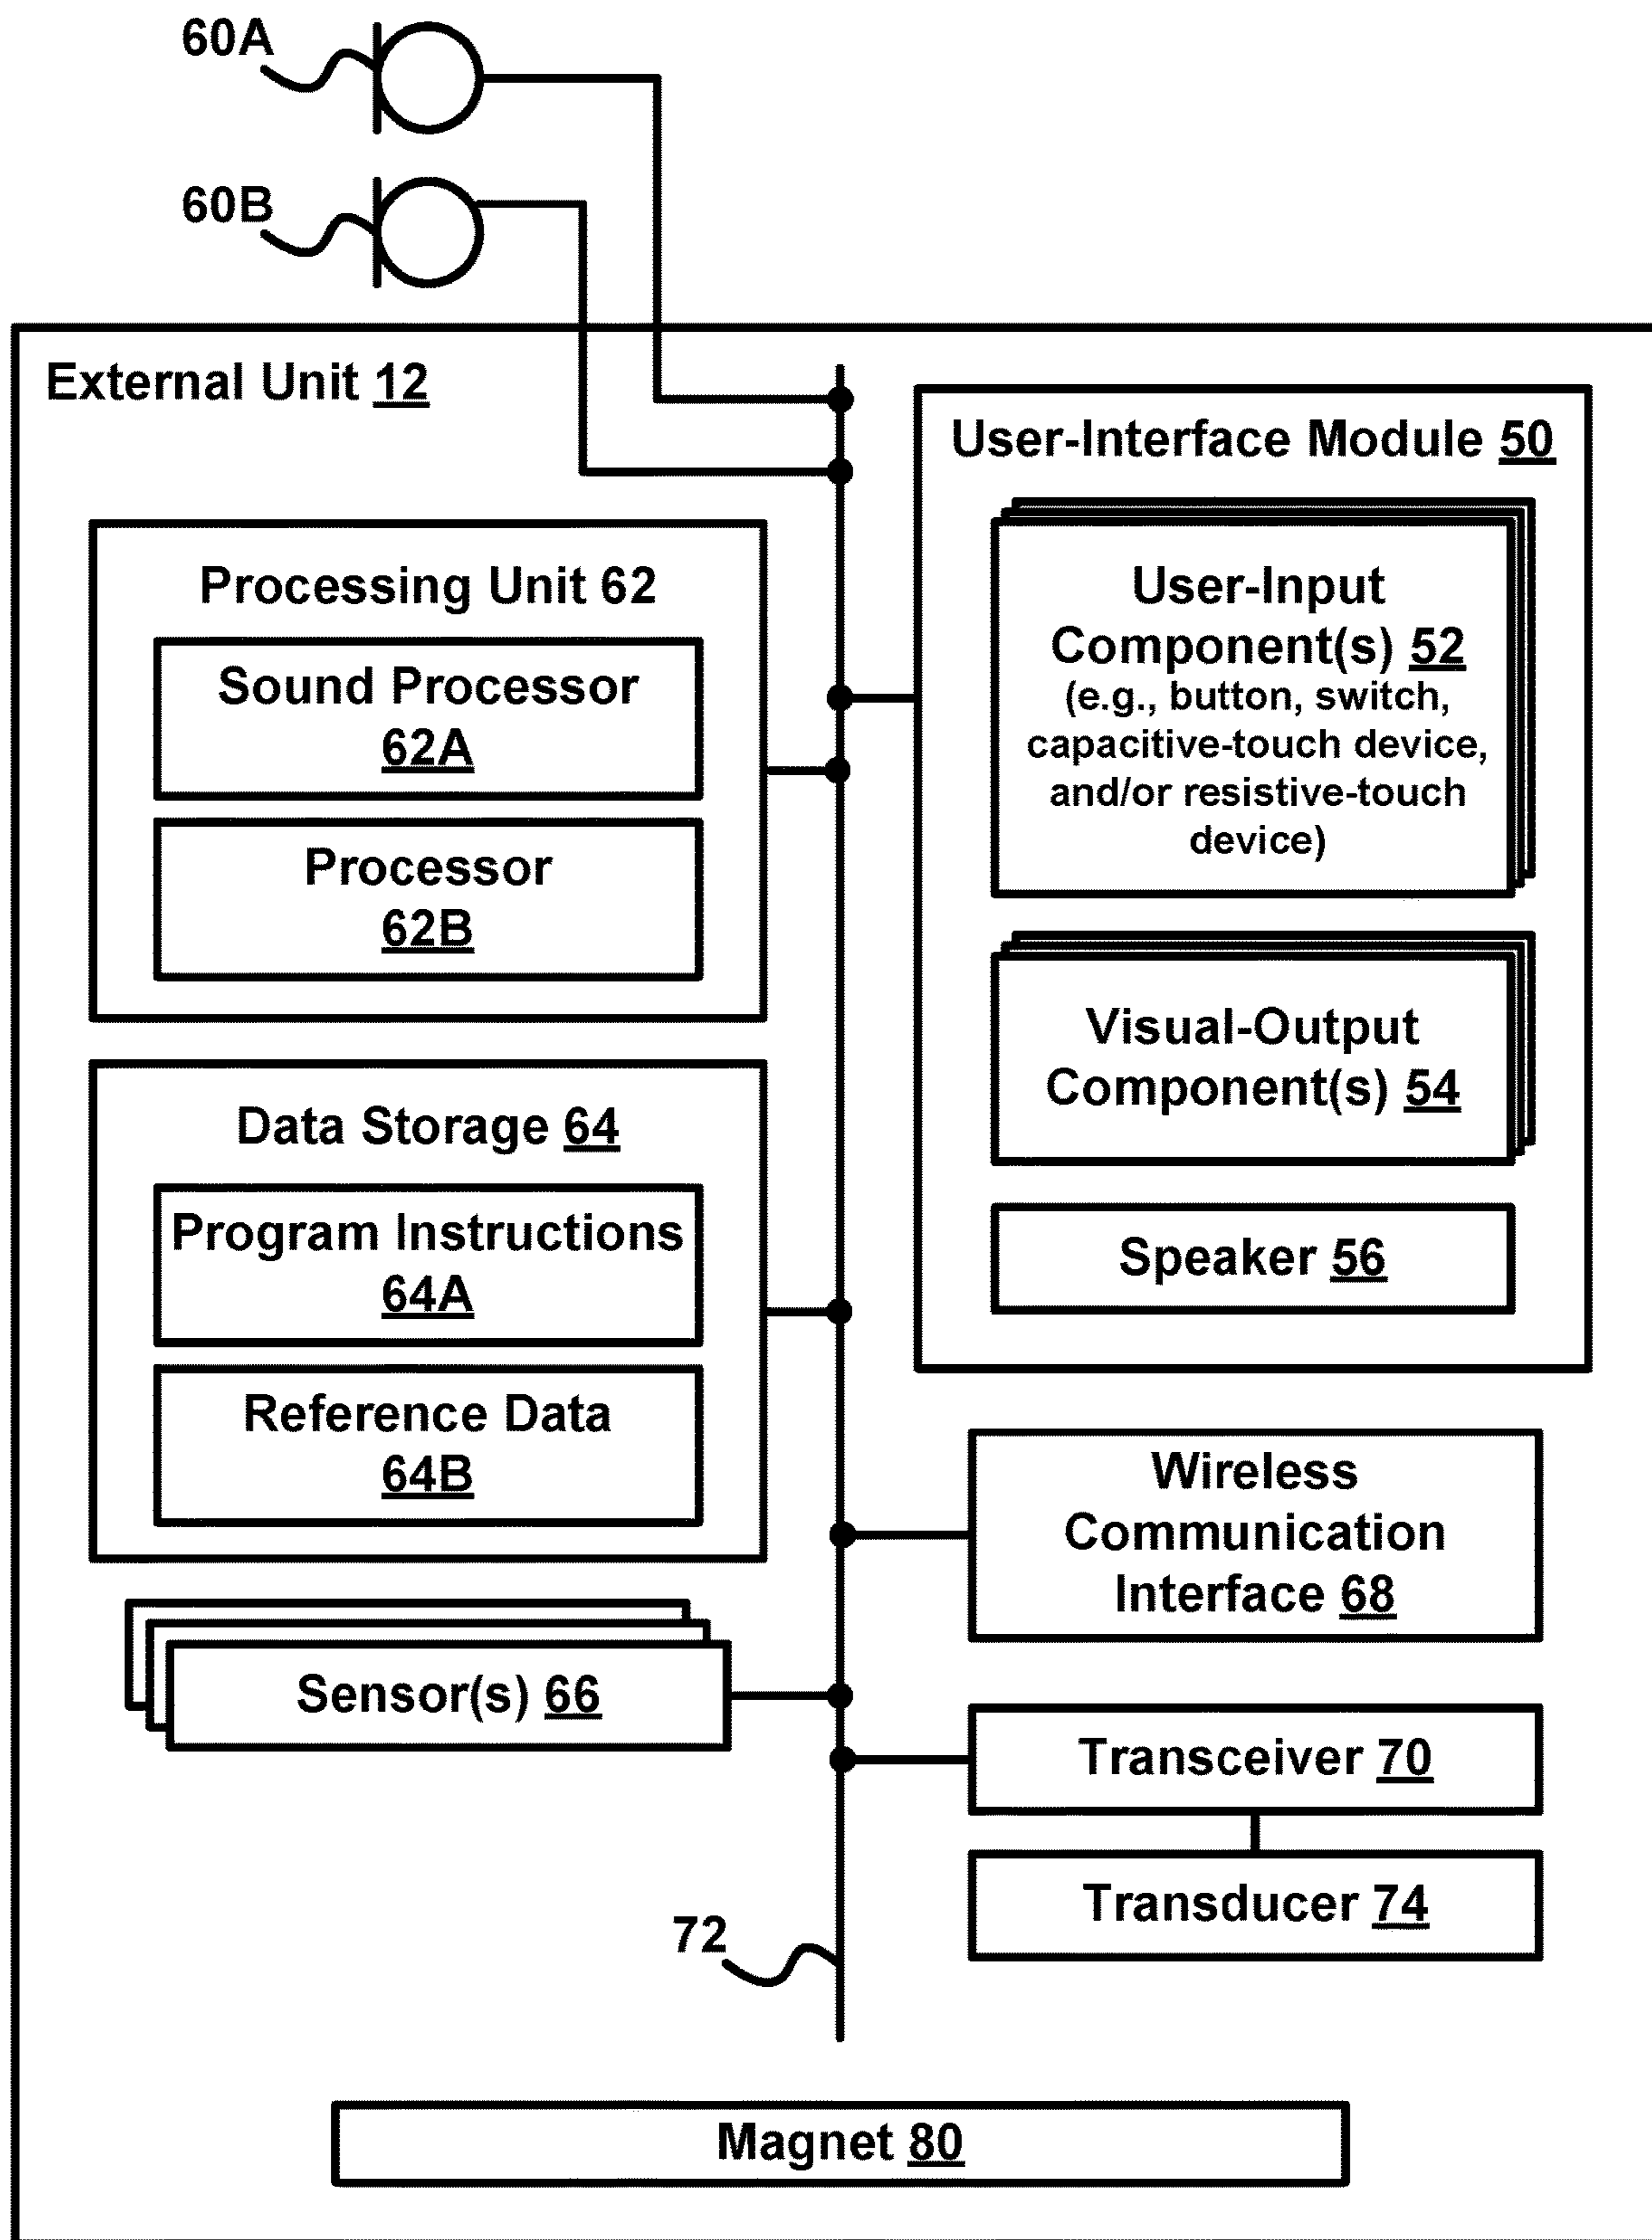 60A
60B
External Unit 12
User-Interface Module 50
User-Input
Component(s) 52
(e.g., button, switch,
capacitive-touch device,
and/or resistive-touch
device)
Visual-Output
Component(s) 54
Speaker 56
Processing Unit 62
Sound Processor
62A
Processor
62B
Data Storage 64
Program Instructions
64A
Reference Data
64B
Sensor(s) 66
Wireless
Communication
Interface 68
Transceiver 70
Transducer 74
72
Magnet 80